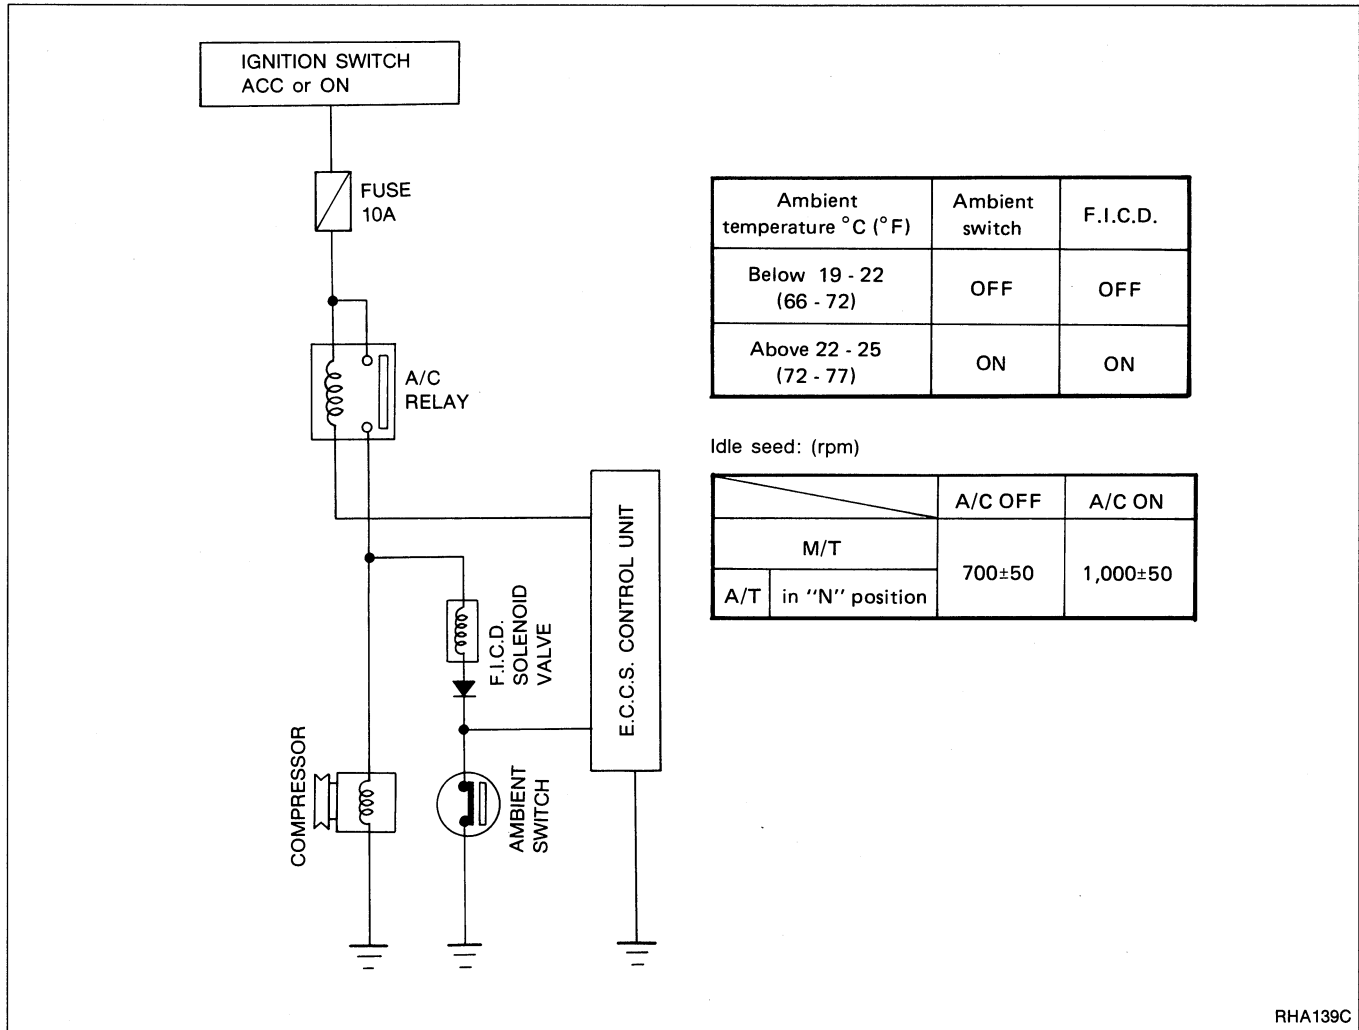 IGNITION SWITCH
ACC or ON
FUSE
10A
A/C
RELAY
F.I.C.D.
SOLENOID
VALVE
E.C.C.S. CONTROL UNIT
COMPRESSOR
AMBIENT
SWITCH
Ambient
temperature °C (°F)
Ambient
switch
F.I.C.D.
Below 19 - 22
(66 - 72)
OFF
OFF
Above 22 - 25
(72 - 77)
ON
ON
Idle seed: (rpm)
A/C OFF
A/C ON
M/T
A/T
in "N" position
700±50
1,000±50
RHA139C